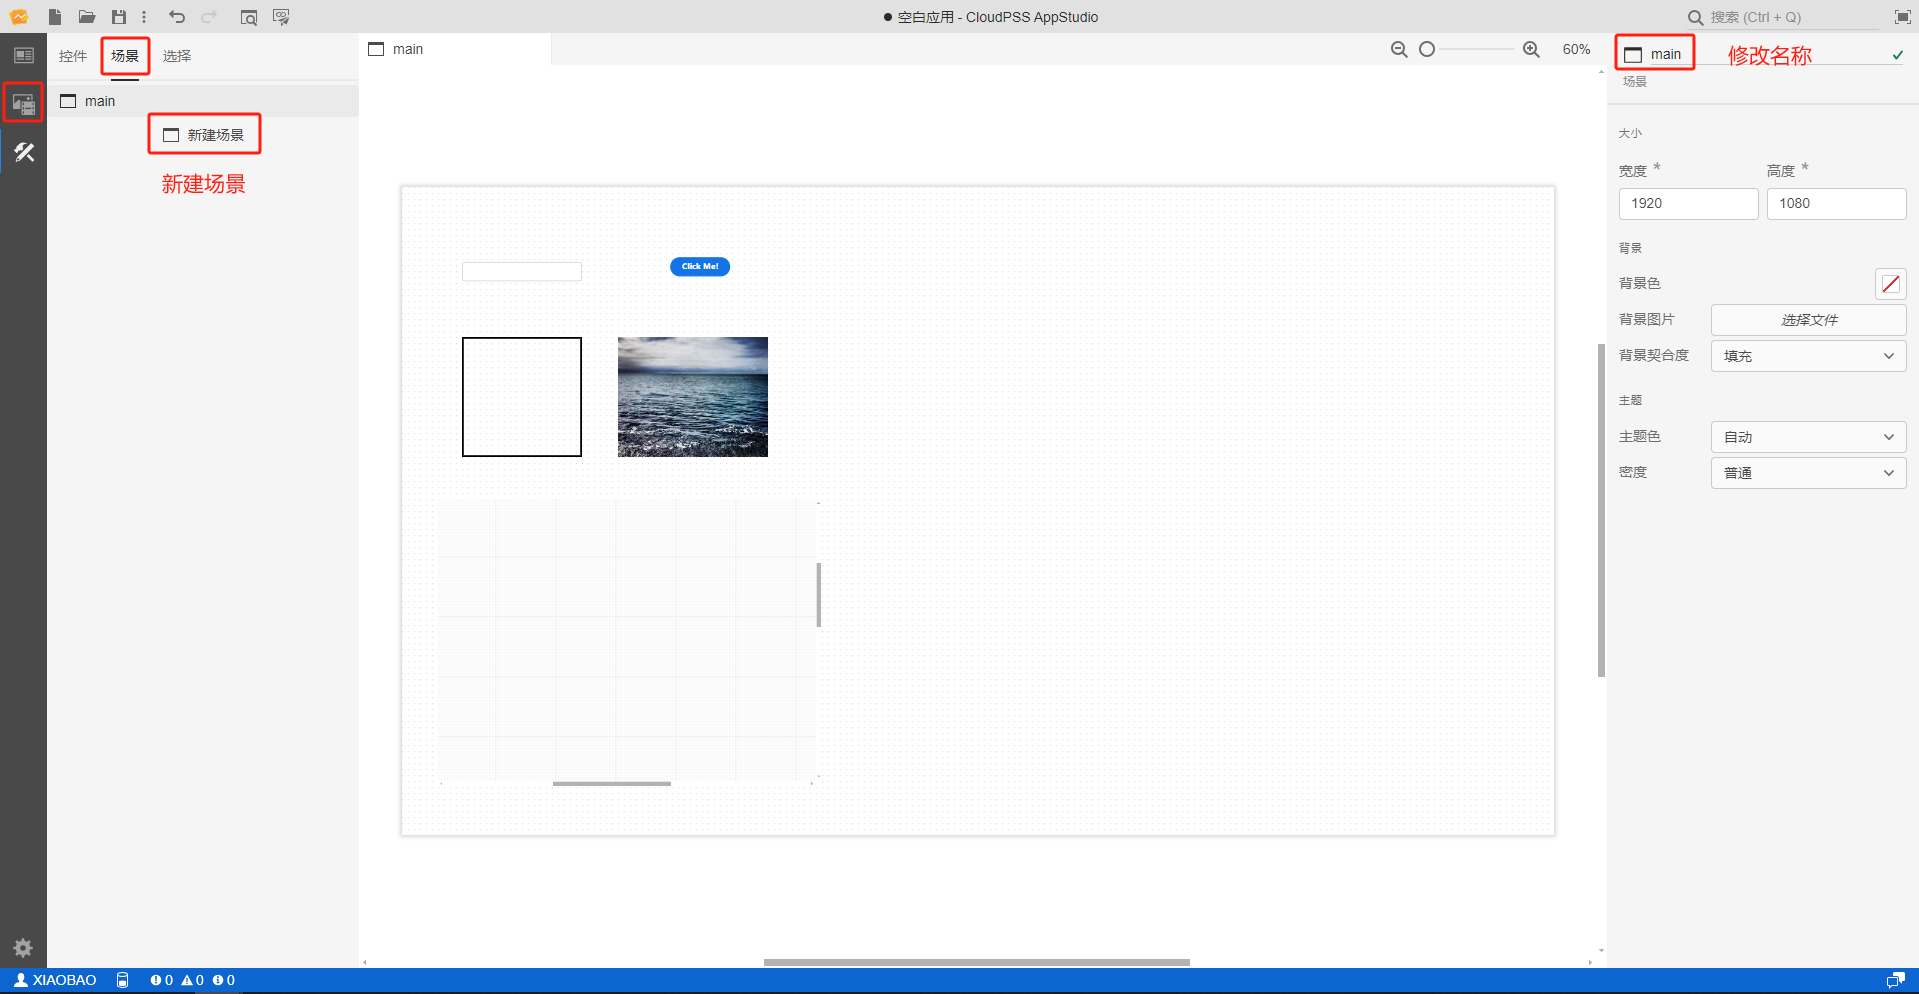 空白应用 - CloudPSS AppStudio
搜索 (Ctrl + Q)
控件
场景
选择
main
新建场景
新建场景
main
60%
Click Me!
main
修改名称
场景
大小
宽度 *
高度 *
1920
1080
背景
背景色
背景图片
选择文件
背景契合度
填充
主题
主题色
自动
密度
普通
XIAOBAO
0
0
0